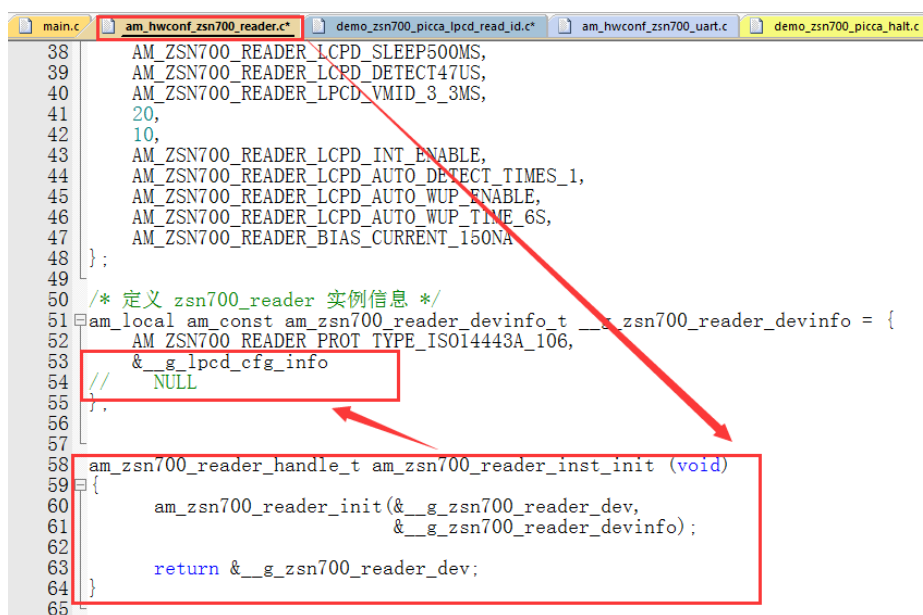 main.c am_hwconf_zsn700_reader.c* demo_zsn700_picca_lpcd_read_id.c* am_hwconf_zsn700_uart.c demo_zsn700_picca_halt.c
38 AM_ZSN700_READER_LCPD_SLEEP500MS,
39 AM_ZSN700_READER_LCPD_DETECT47US,
40 AM_ZSN700_READER_LPCD_VMID_3_3MS,
41 20,
42 10,
43 AM_ZSN700_READER_LCPD_INT_ENABLE,
44 AM_ZSN700_READER_LCPD_AUTO_DETECT_TIMES_1,
45 AM_ZSN700_READER_LCPD_AUTO_WUP_ENABLE,
46 AM_ZSN700_READER_LCPD_AUTO_WUP_TIME_6S,
47 AM_ZSN700_READER_BIAS_CURRENT_150NA
48 };
49
50 /* 定义 zsn700_reader 实例信息 */
51 am_local am_const am_zsn700_reader_devinfo_t __g_zsn700_reader_devinfo = {
52 AM_ZSN700_READER_PROT_TYPE_ISO14443A_106,
53 &__g_lpcd_cfg_info
54 // NULL
55 };
56
57
58 am_zsn700_reader_handle_t am_zsn700_reader_inst_init (void)
59 {
60 am_zsn700_reader_init(&__g_zsn700_reader_dev,
61 &__g_zsn700_reader_devinfo);
62
63 return &__g_zsn700_reader_dev;
64 }
65